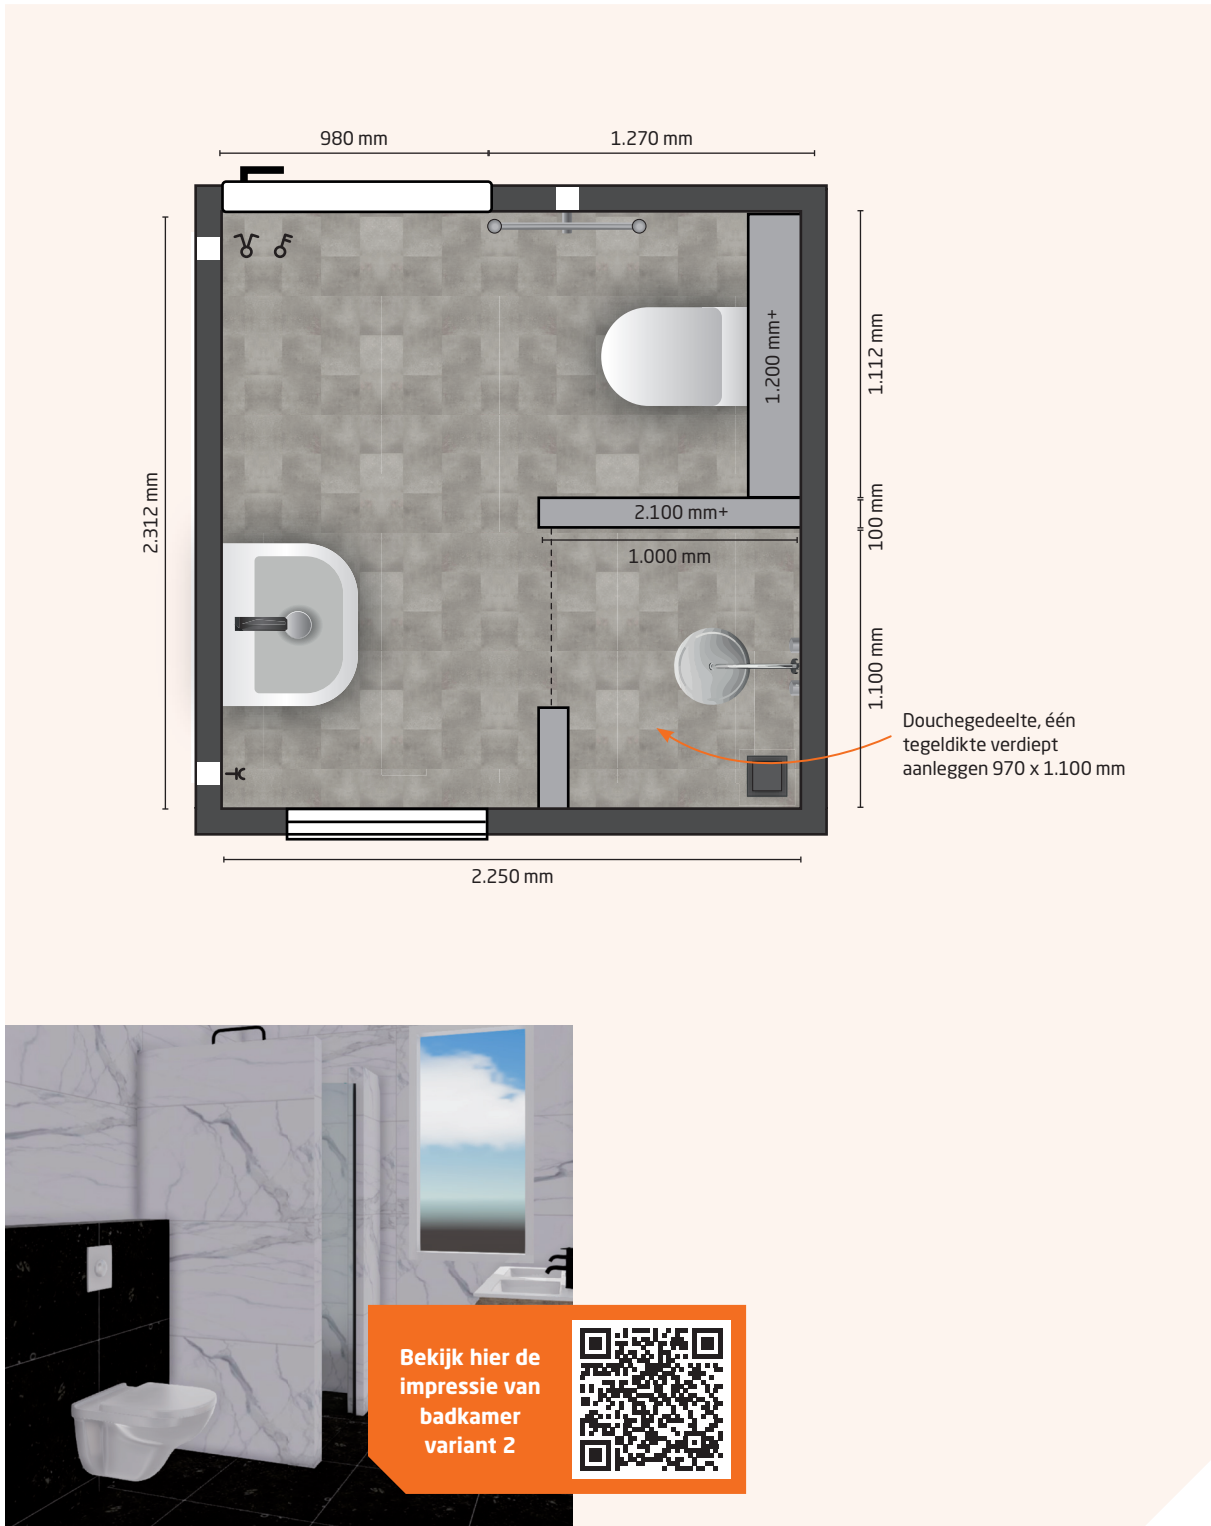 980 mm
1.270 mm
2.312 mm
1.200 mm+
1.112 mm
2.100 mm+
100 mm
1.000 mm
1.100 mm
Douchegedeelte, één
tegeldikte verdiept
aanleggen 970 x 1.100 mm
2.250 mm
Bekijk hier de
impressie van
badkamer
variant 2